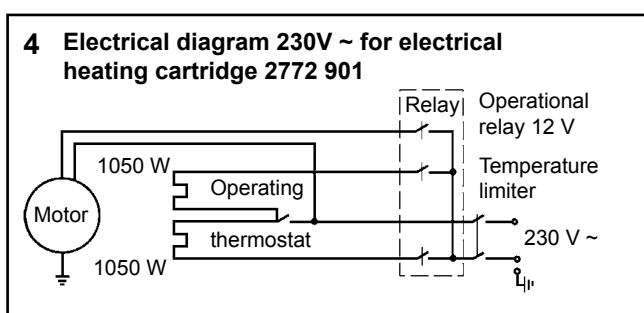 4 Electrical diagram 230V ~ for electrical
heating cartridge 2772 901
Relay
Operational
relay 12 V
1050 W
Operating
Temperature
limiter
Motor
thermostat
230 V ~
1050 W